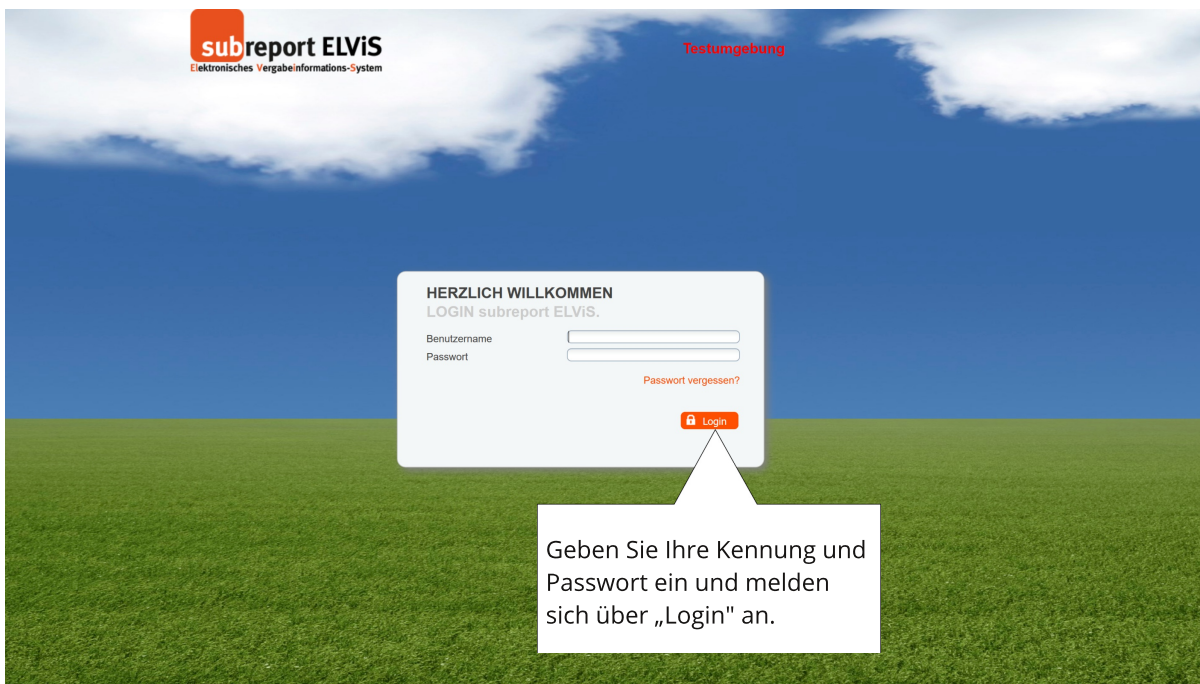 subreport ELViS
Elektronisches VergabeInformations-System
Testumgebung
HERZLICH WILLKOMMEN
LOGIN subreport ELViS.
Benutzername
Passwort
Passwort vergessen?
Login
Geben Sie Ihre Kennung und
Passwort ein und melden
sich über „Login" an.